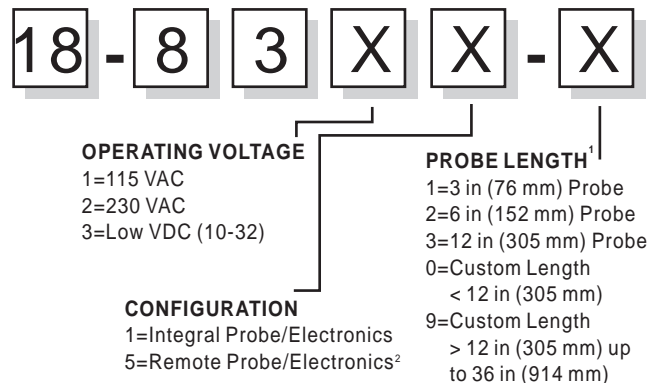 18 - 8 3 X X - X
OPERATING VOLTAGE
1=115 VAC
2=230 VAC
3=Low VDC (10-32)
CONFIGURATION
1=Integral Probe/Electronics
5=Remote Probe/Electronics²
PROBE LENGTH¹
1=3 in (76 mm) Probe
2=6 in (152 mm) Probe
3=12 in (305 mm) Probe
0=Custom Length
< 12 in (305 mm)
9=Custom Length
> 12 in (305 mm) up
to 36 in (914 mm)